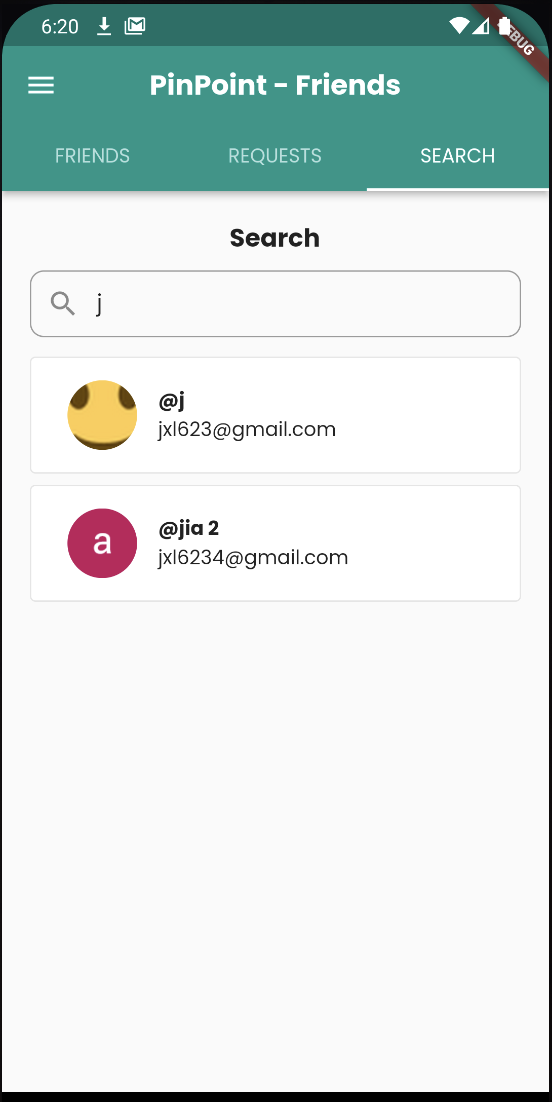 6:20
DEBUG
PinPoint - Friends
FRIENDS REQUESTS SEARCH
Search
j
@j
jxl623@gmail.com
a
@jia 2
jxl6234@gmail.com